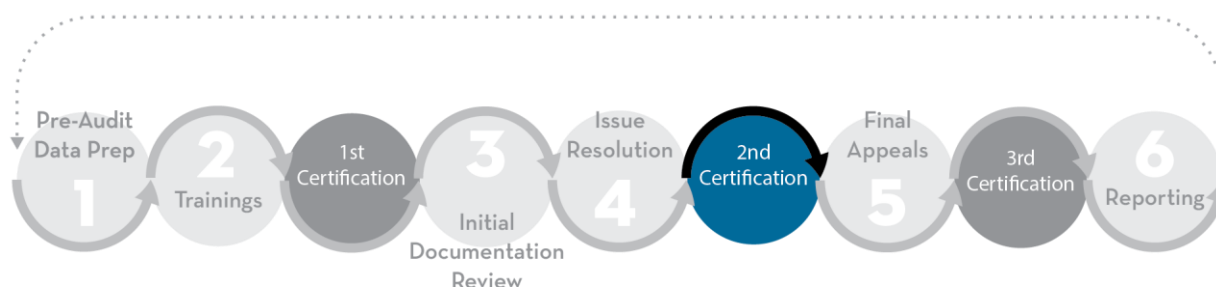 Pre-Audit
Data Prep
1
2
Trainings
1st
Certification
3
Initial
Documentation
Review
Issue
Resolution
4
2nd
Certification
Final
Appeals
5
3rd
Certification
6
Reporting